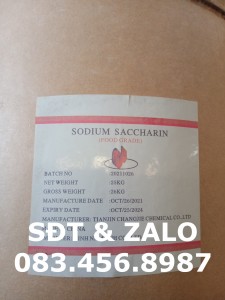 SODIUM SACCHARIN
(FOOD GRADE)
BATCH NO
NET WEIGHT 25KG
GROSS WEIGHT 26KG
MANUFACTURE DATE
EXPIRY DATE
MANUFACTURER: TIANJIN CHANGJIE CHEMICAL CO.,LTD
SĐT & ZALO
083.456.8987